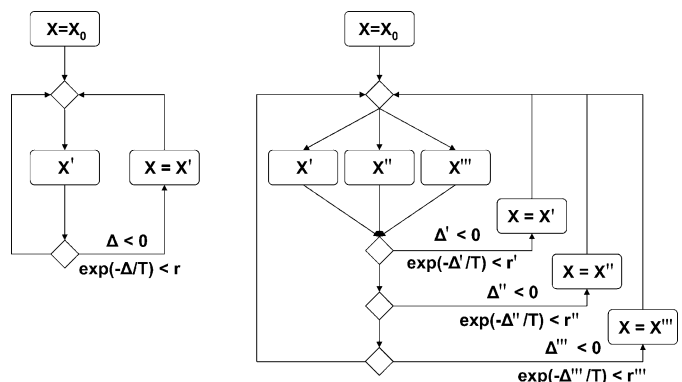 X=X₀
X'
X = X'
Δ < 0
exp(-Δ/T) < r
X=X₀
X'
X''
X'''
X = X'
Δ' < 0
exp(-Δ'/T) < r'
X = X''
Δ'' < 0
exp(-Δ''/T) < r''
X = X'''
Δ''' < 0
exp(-Δ'''/T) < r'''